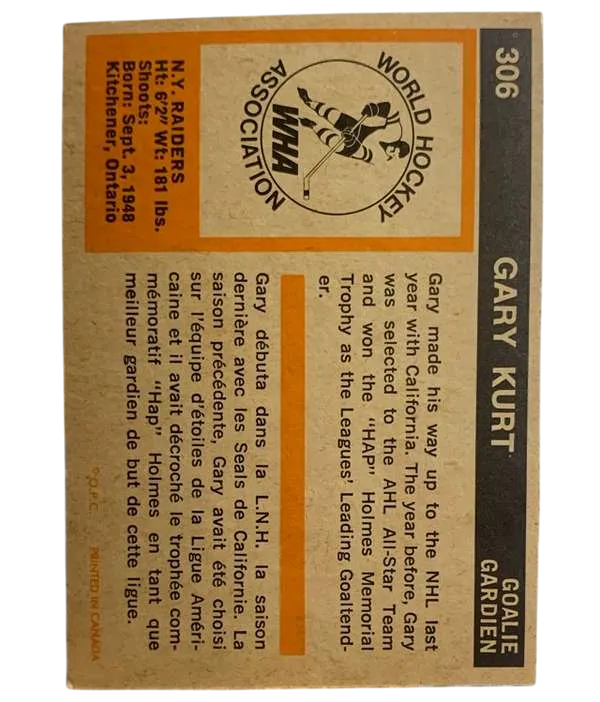 306 GARY KURT GOALIE
GARDIEN
WORLD HOCKEY
ASSOCIATION
WHA
N.Y. RAIDERS
Ht: 6'2" Wt: 181 lbs.
Shoots:
Born: Sept. 3, 1948
Kitchener, Ontario
Gary made his way up to the NHL last
year with California. The year before, Gary
was selected to the AHL All-Star Team
and won the "HAP" Holmes Memorial
Trophy as the Leagues' Leading Goaltend-
er.
Gary débuta dans la L.N.H. la saison
dernière avec les Seals de Californie. La
saison précédente, Gary avait été choisi
sur l'équipe d'étoiles de la Ligue Améri-
caine et il avait décroché le trophée com-
mémoratif "Hap" Holmes en tant que
meilleur gardien de but de cette ligue.
© O.P.C. PRINTED IN CANADA